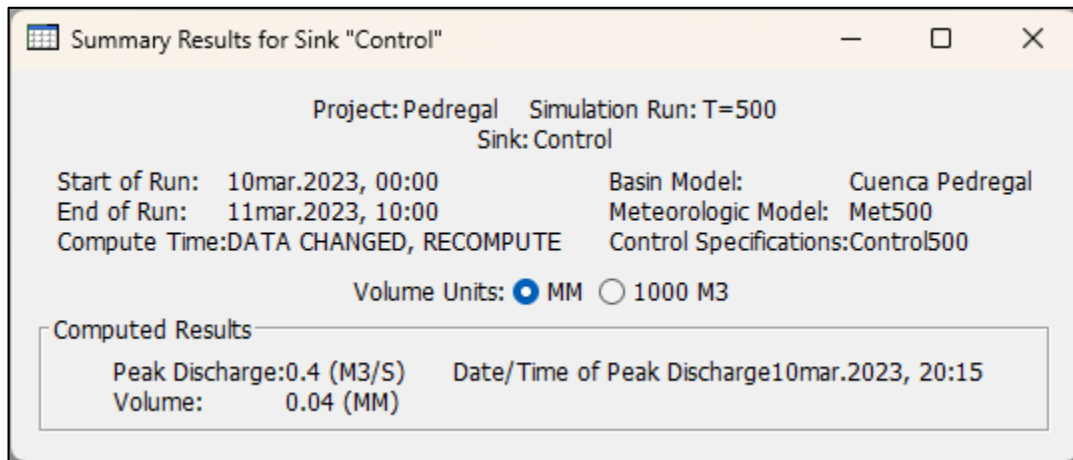 Summary Results for Sink "Control"
Project: Pedregal Simulation Run: T=500
Sink: Control
Start of Run: 10mar.2023, 00:00 Basin Model: Cuenca Pedregal
End of Run: 11mar.2023, 10:00 Meteorologic Model: Met500
Compute Time:DATA CHANGED, RECOMPUTE Control Specifications:Control500
Volume Units: MM 1000 M3
Computed Results
Peak Discharge:0.4 (M3/S) Date/Time of Peak Discharge10mar.2023, 20:15
Volume: 0.04 (MM)